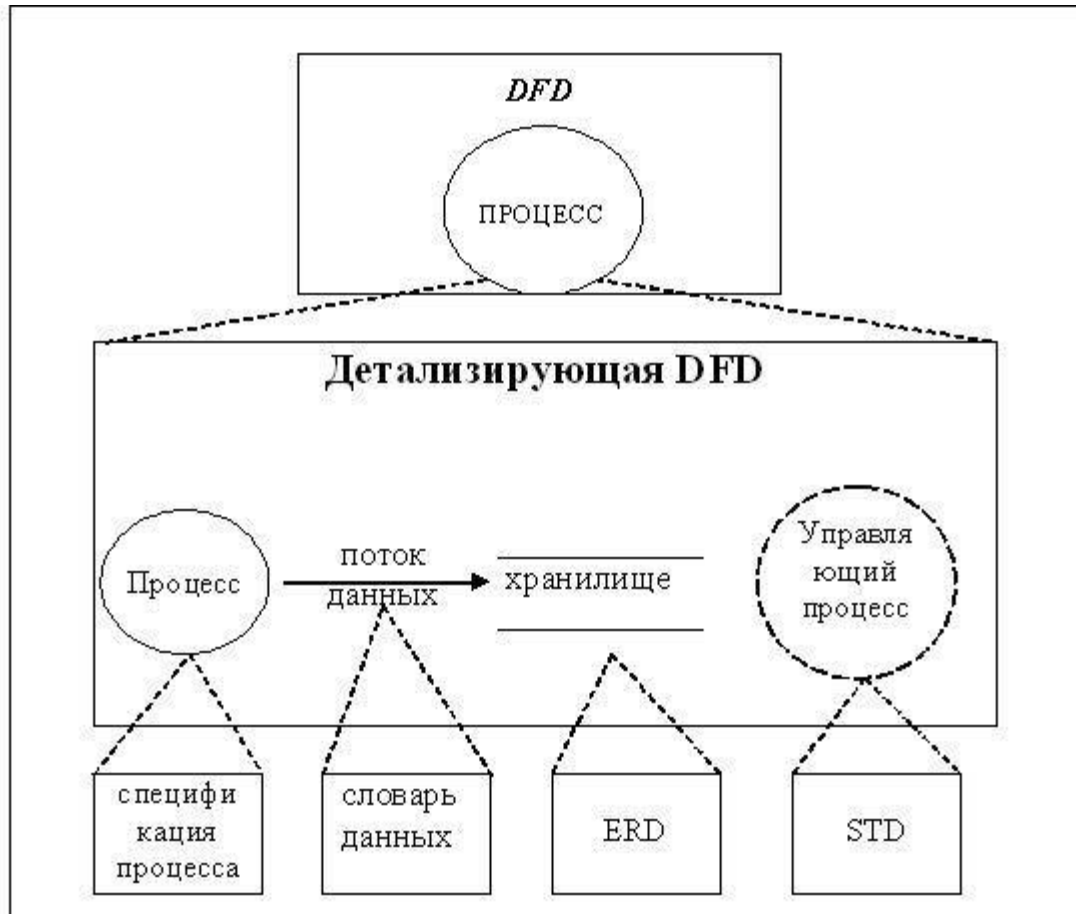 DFD
ПРОЦЕСС
Детализирующая DFD
Процесс
поток
данных
хранилище
Управля
ющий
процесс
специфи
кация
процесса
словарь
данных
ERD
STD